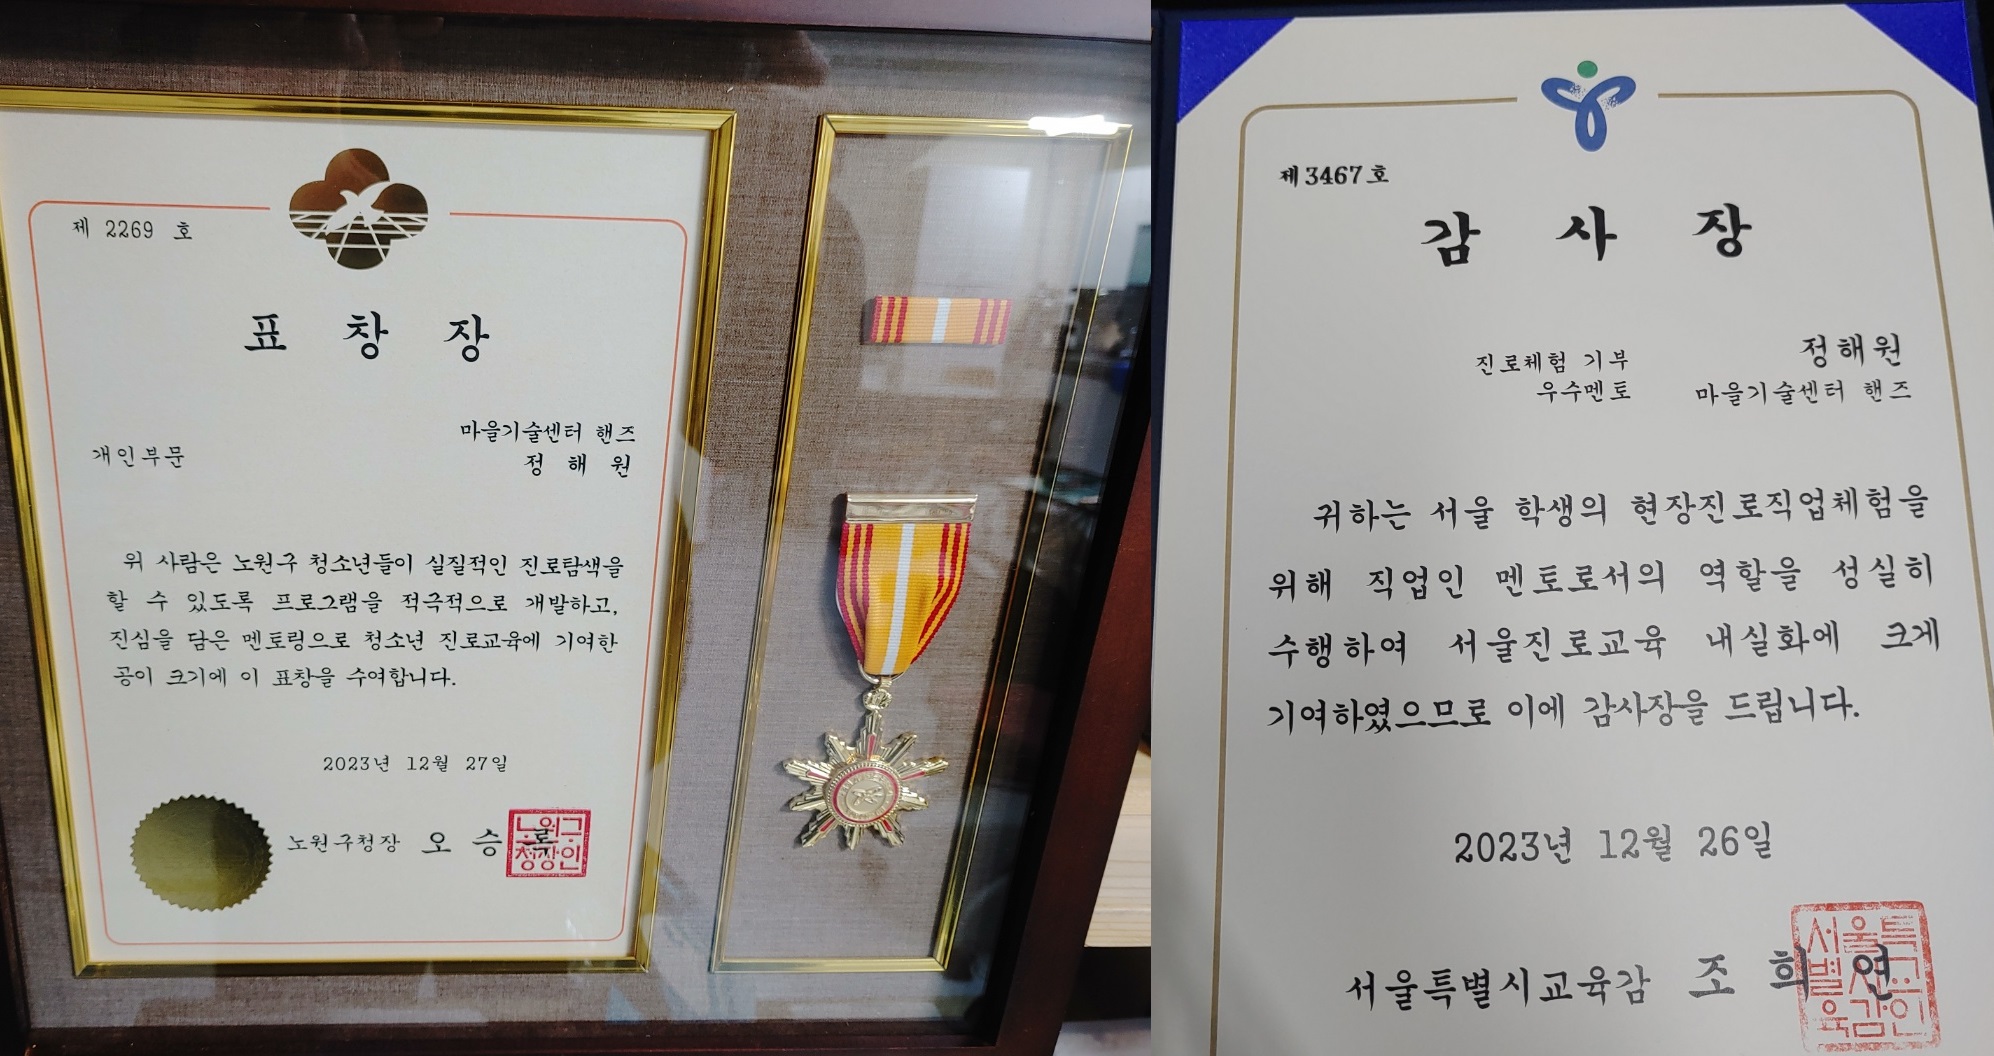 제 2269 호
표 창 장
마을기술센터 핸즈
개인부문
정 해 원
위 사람은 노원구 청소년들이 실질적인 진로탐색을
할 수 있도록 프로그램을 적극적으로 개발하고,
진심을 담은 멘토링으로 청소년 진로교육에 기여한
공이 크기에 이 표창을 수여합니다.
2023년 12월 27일
노원구청장 오 승 록
노원구
청장인
제 3467 호
감 사 장
진로체험 기부
우수멘토
정해원
마을기술센터 핸즈
귀하는 서울 학생의 현장진로직업체험을
위해 직업인 멘토로서의 역할을 성실히
수행하여 서울진로교육 내실화에 크게
기여하였으므로 이에 감사장을 드립니다.
2023년 12월 26일
서울특별시교육감 조 희 연
서울특
별시교
육감인